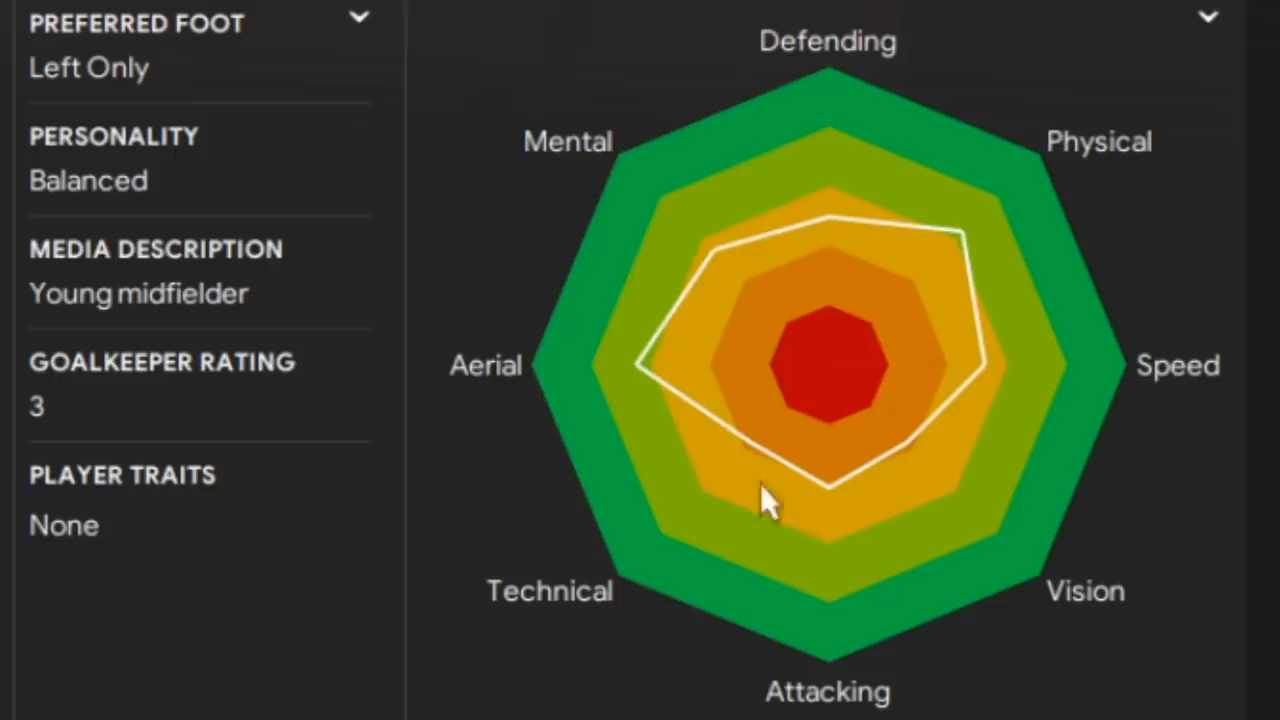 PREFERRED FOOT
Left Only
PERSONALITY
Balanced
MEDIA DESCRIPTION
Young midfielder
GOALKEEPER RATING
3
PLAYER TRAITS
None
Defending
Mental
Physical
Aerial
Speed
Technical
Vision
Attacking